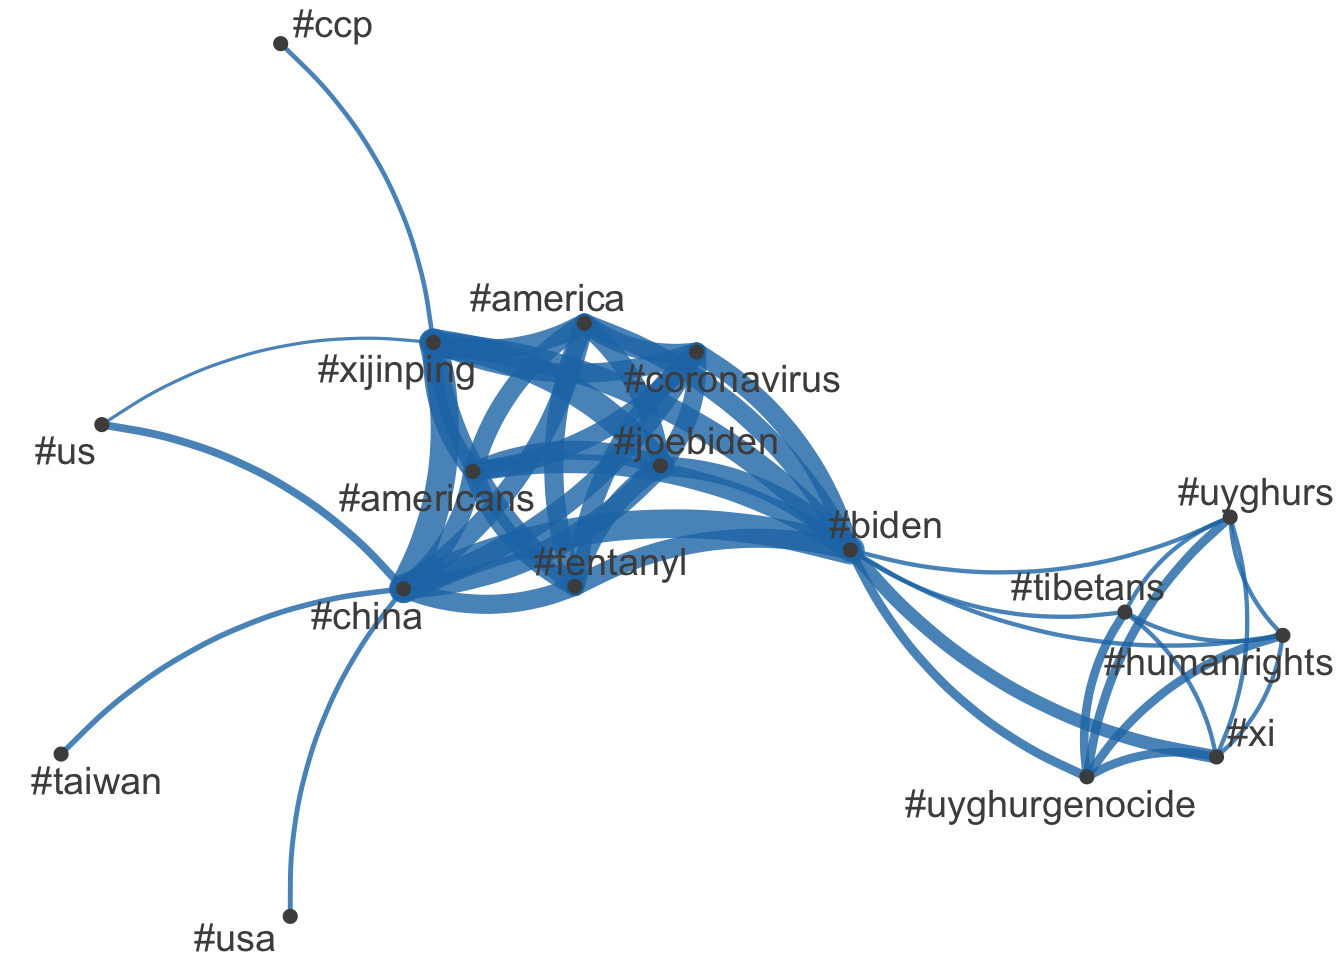 #ccp
#america
#xijinping
#coronavirus
#us
#joebiden
#americans
#uyghurs
#biden
#fentanyl
#tibetans
#china
#humanrights
#xi
#taiwan
#uyghurgenocide
#usa